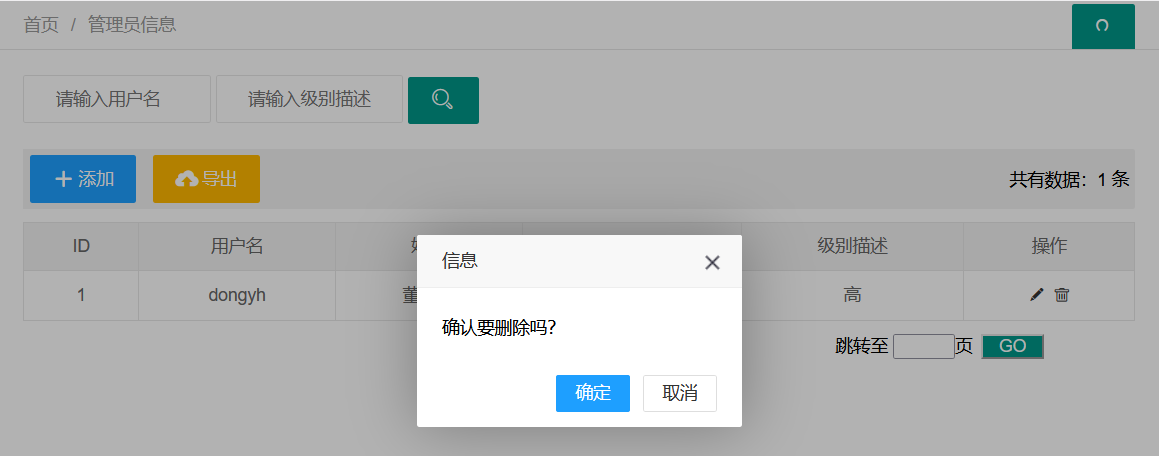 首页 / 管理员信息
请输入用户名 请输入级别描述
添加 导出 共有数据：1 条
ID 用户名 级别描述 操作
1 dongyh 董 高
信息
确认要删除吗?
确定 取消
跳转至 页 GO